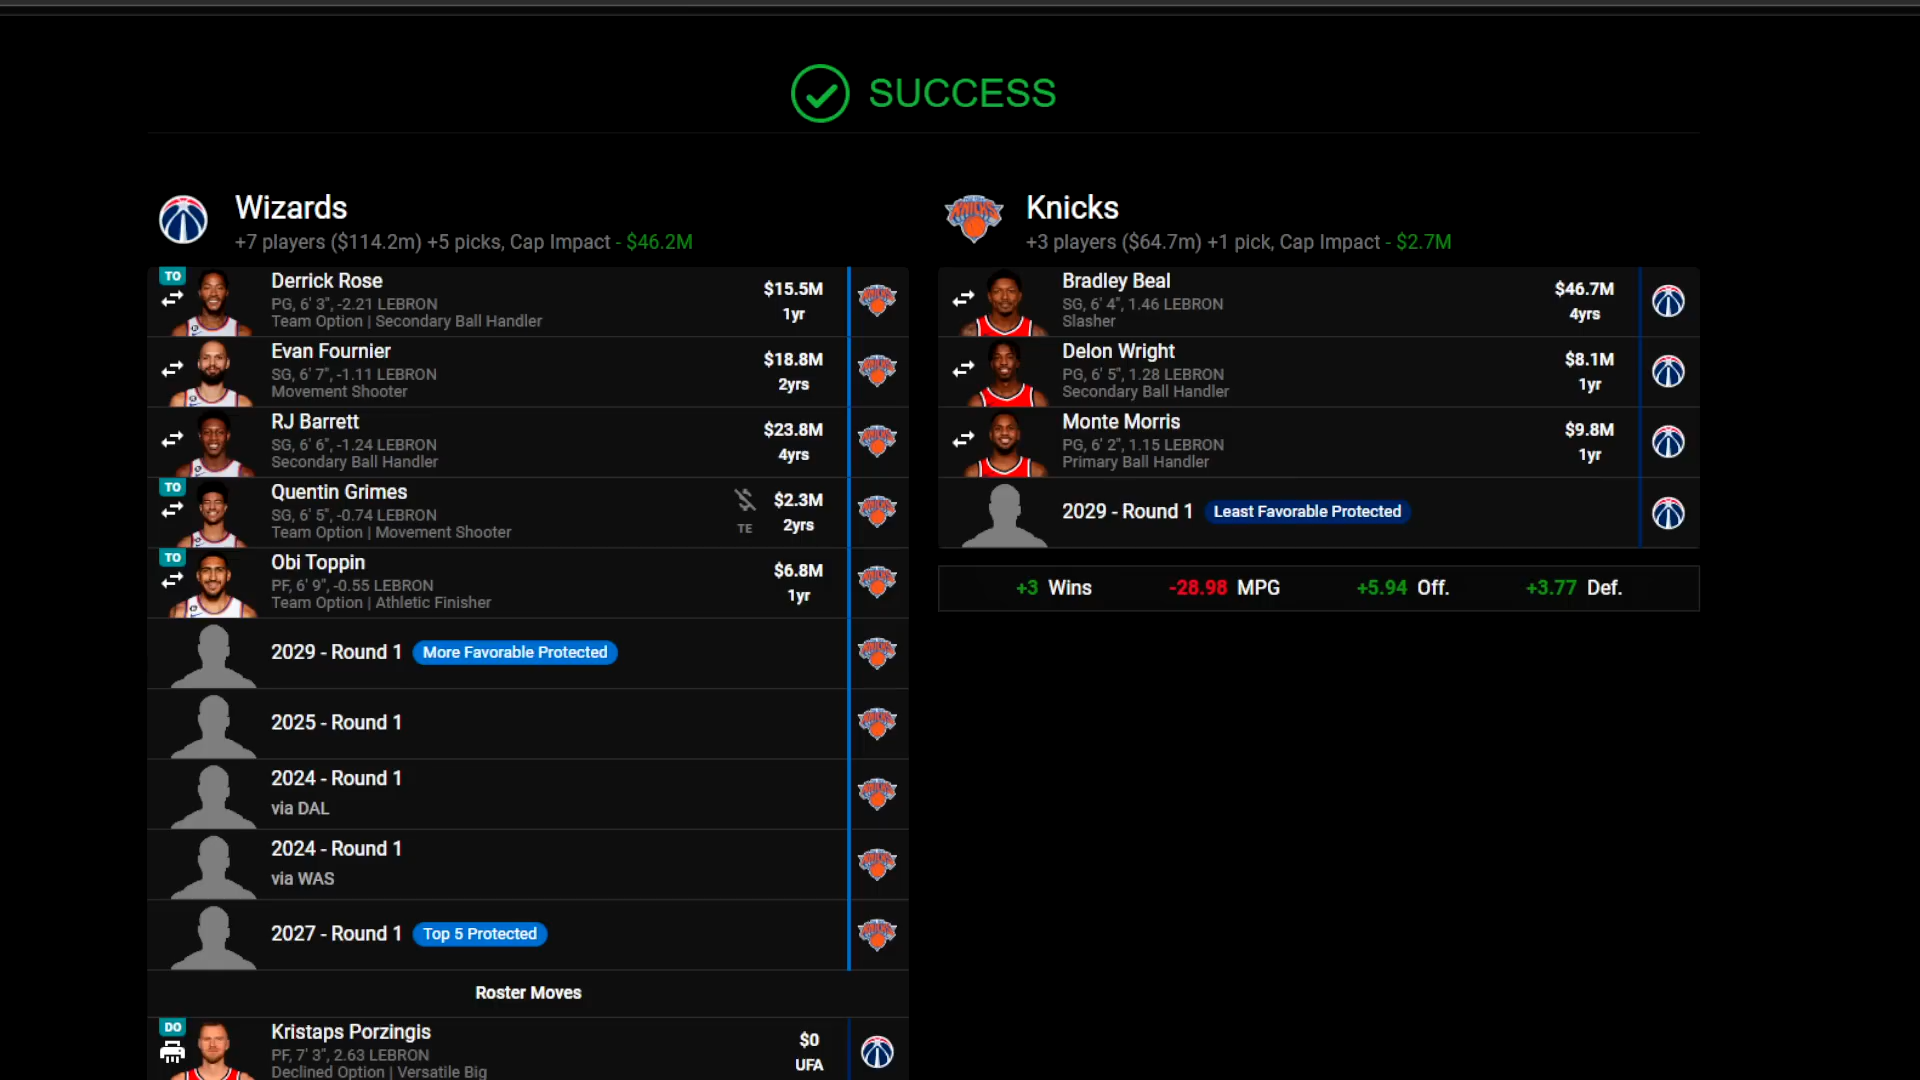 SUCCESS
Wizards
+7 players ($114.2m) +5 picks, Cap Impact - $46.2M
TO
Derrick Rose
PG, 6' 3", -2.21 LEBRON
Team Option | Secondary Ball Handler
$15.5M
1yr
Evan Fournier
SG, 6' 7", -1.11 LEBRON
Movement Shooter
$18.8M
2yrs
RJ Barrett
SG, 6' 6", -1.24 LEBRON
Secondary Ball Handler
$23.8M
4yrs
TO
Quentin Grimes
SG, 6' 5", -0.74 LEBRON
Team Option | Movement Shooter
TE
$2.3M
2yrs
TO
Obi Toppin
PF, 6' 9", -0.55 LEBRON
Team Option | Athletic Finisher
$6.8M
1yr
2029 - Round 1 More Favorable Protected
2025 - Round 1
2024 - Round 1
via DAL
2024 - Round 1
via WAS
2027 - Round 1 Top 5 Protected
Roster Moves
DO
Kristaps Porzingis
PF, 7' 3", 2.63 LEBRON
Declined Option | Versatile Big
$0
UFA
KNICKS
Knicks
+3 players ($64.7m) +1 pick, Cap Impact - $2.7M
Bradley Beal
SG, 6' 4", 1.46 LEBRON
Slasher
$46.7M
4yrs
Delon Wright
PG, 6' 5", 1.28 LEBRON
Secondary Ball Handler
$8.1M
1yr
Monte Morris
PG, 6' 2", 1.15 LEBRON
Primary Ball Handler
$9.8M
1yr
2029 - Round 1 Least Favorable Protected
+3 Wins -28.98 MPG +5.94 Off. +3.77 Def.